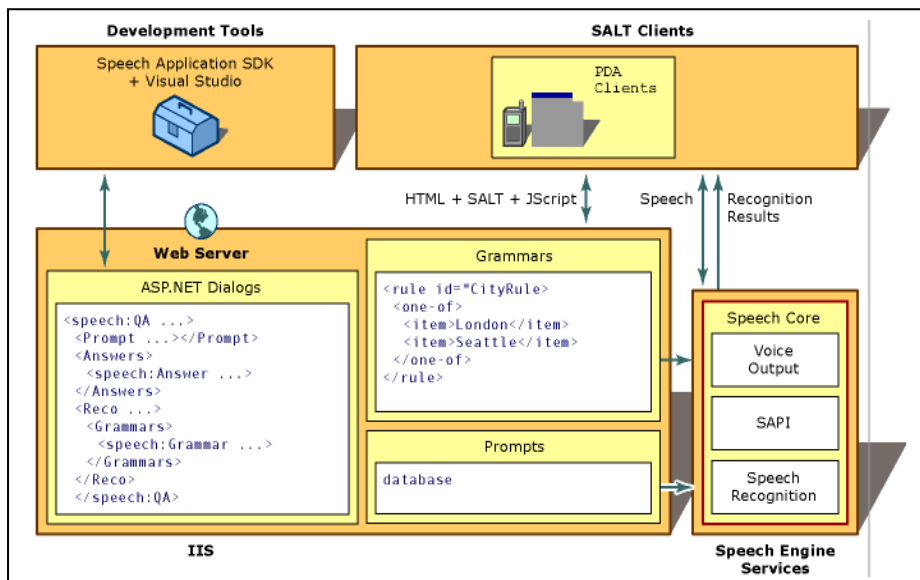 Development Tools
SALT Clients
Speech Application SDK
+ Visual Studio
PDA
Clients
HTML + SALT + JScript
Speech
Recognition
Results
Web Server
ASP.NET Dialogs
<speech:QA ...>
<Prompt ...></Prompt>
<Answers>
<speech:Answer ...>
</Answers>
<Reco ...>
<Grammars>
<speech:Grammar ...>
</Grammars>
</Reco>
</speech:QA>
Grammars
<rule id="CityRule>
<one-of>
<item>London</item>
<item>Seattle</item>
</one-of>
</rule>
Prompts
database
Speech Core
Voice
Output
SAPI
Speech
Recognition
IIS
Speech Engine
Services